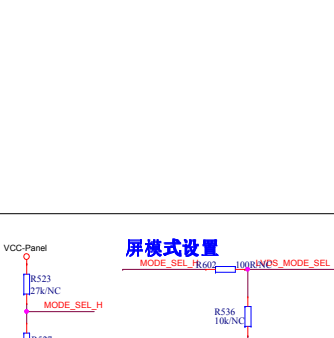 VCC-Panel
屏模式设置
MODE_SEL_H
R602
100R/NC
LVDS_MODE_SEL
R523
27k/NC
MODE_SEL_H
R536
10k/NC